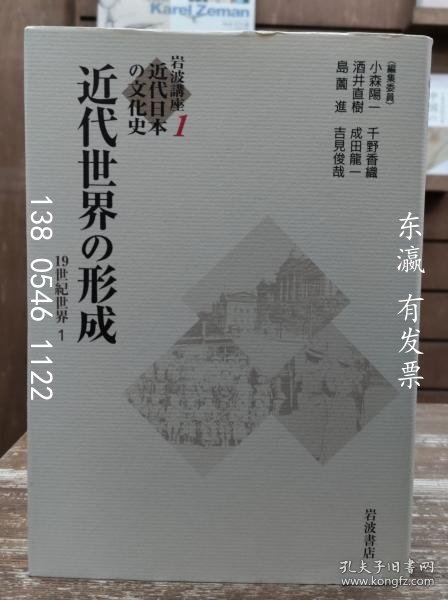 Karel Zeman
(編集委員)
小森陽一 千野香織
酒井直樹 成田龍一
島薗 進 吉見俊哉
岩波講座
近代日本の文化史 1
近代世界の形成
19世紀世界 1
岩波書店
138 0546 1122
东瀛 有发票
孔夫子旧书网